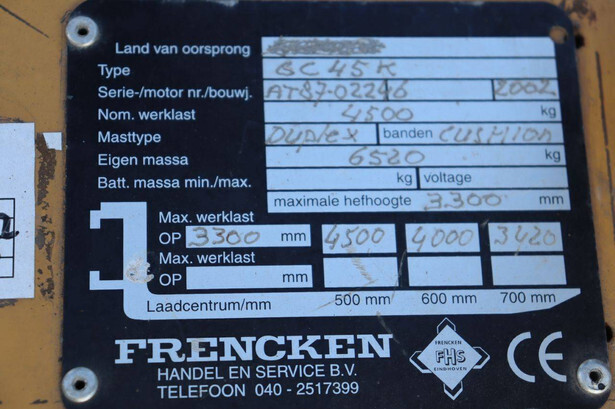 Land van oorsprong
Type GC45K
Serie-/motor nr./bouwj. AT87-02246 2002
Nom. werklast 4500 kg
Masttype Duplex banden CUSHION
Eigen massa 6520 kg
Batt. massa min./max. kg voltage
maximale hefhoogte 3300 mm
Max. werklast
OP 3300 mm 4500 4000 3420
Max. werklast
OP mm
Laadcentrum/mm 500 mm 600 mm 700 mm
FRENCKEN
HANDEL EN SERVICE B.V.
TELEFOON 040 - 2517399
FRENCKEN
FHS
EINDHOVEN
CE